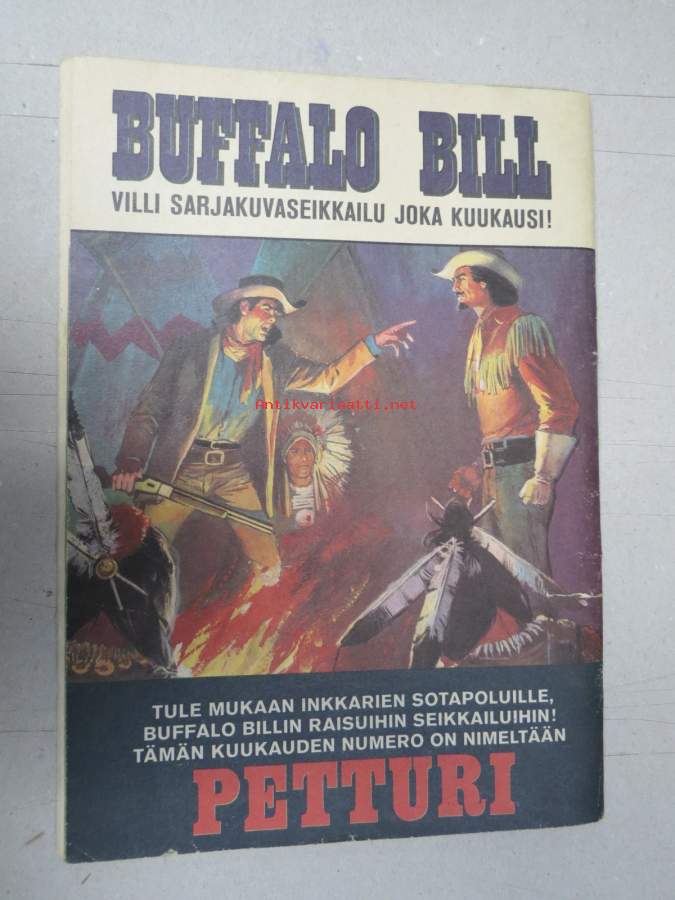 BUFFALO BILL
VILLI SARJAKUVASEIKKAILU JOKA KUUKAUSI!
Antikvariaatti.net
TULE MUKAAN INKKARIEN SOTAPOLUILLE,
BUFFALO BILLIN RAISUIHIN SEIKKAILUIHIN!
TÄMÄN KUUKAUDEN NUMERO ON NIMELTÄÄN
PETTURI